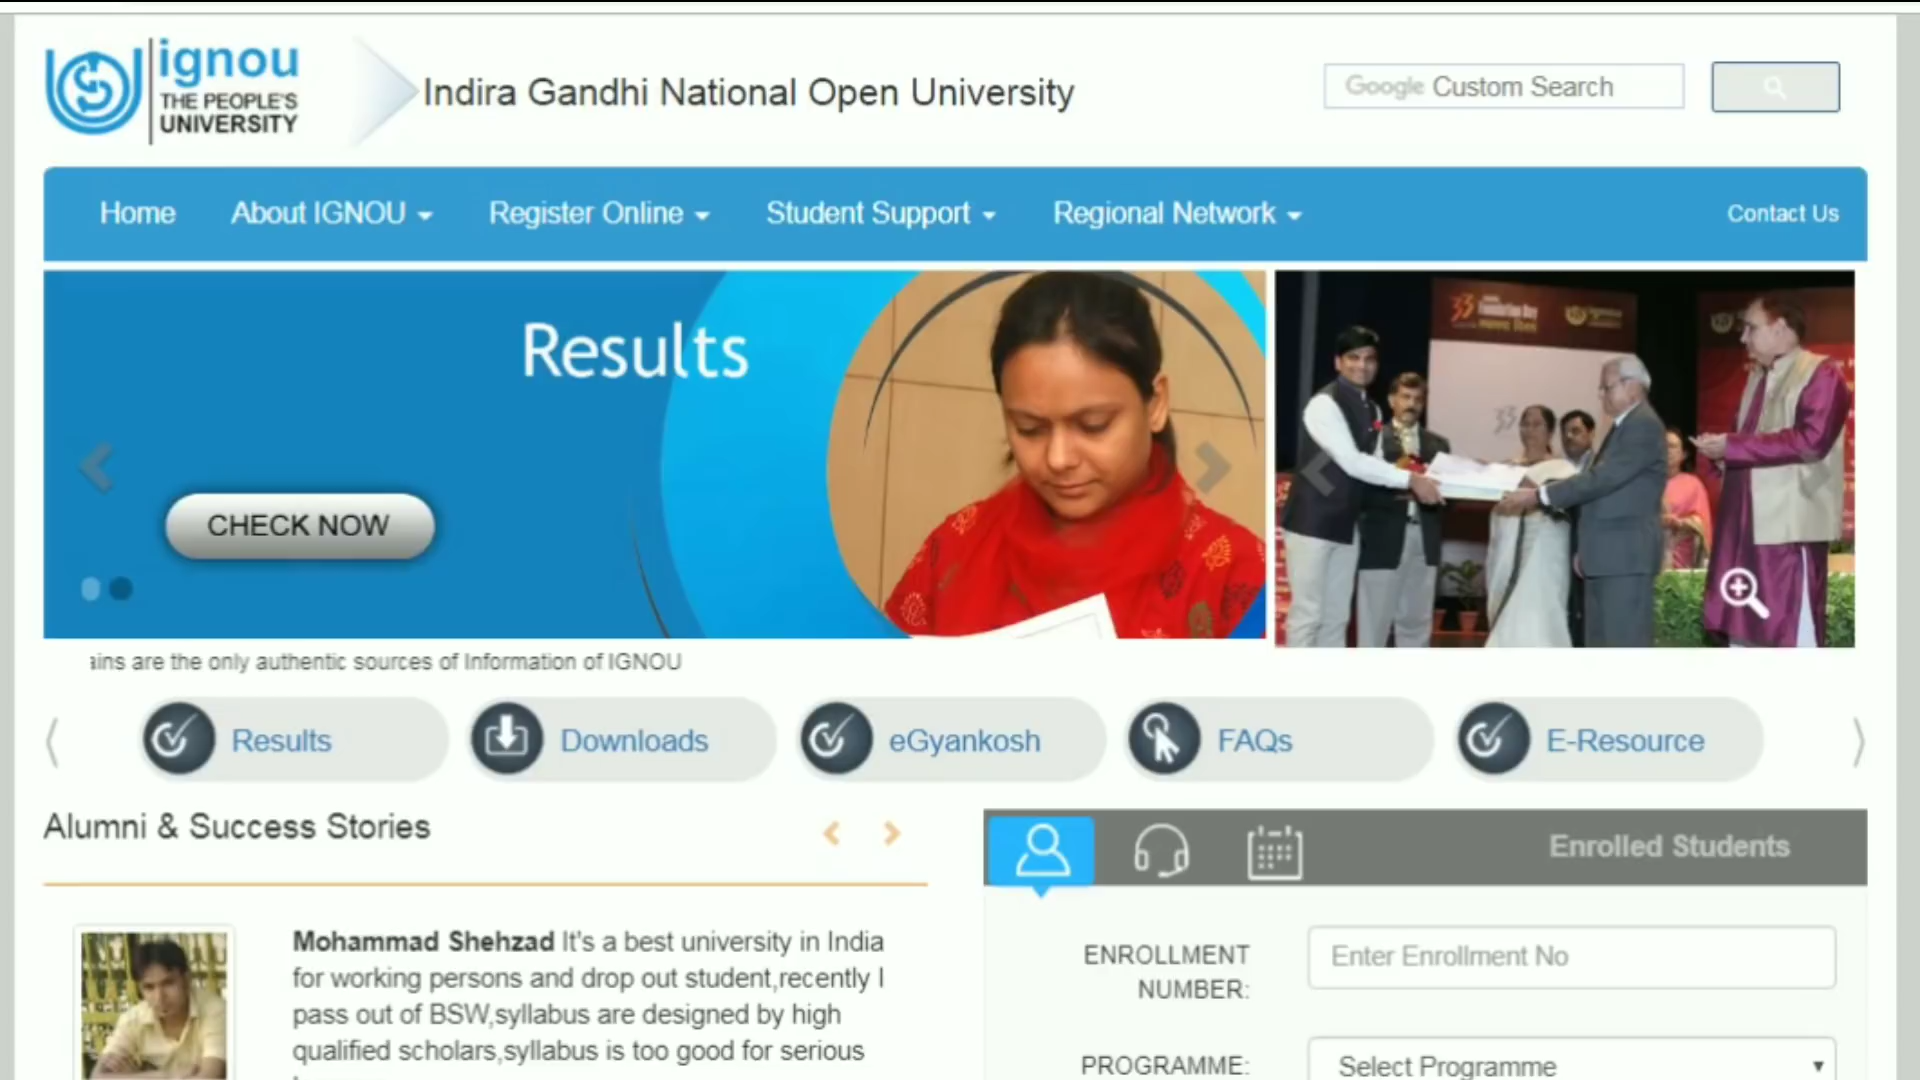 ignou
THE PEOPLE'S
UNIVERSITY
Indira Gandhi National Open University
Google Custom Search
Home
About IGNOU
Register Online
Student Support
Regional Network
Contact Us
Results
CHECK NOW
33
Foundation Day
ains are the only authentic sources of Information of IGNOU
Results
Downloads
eGyankosh
FAQs
E-Resource
Alumni & Success Stories
Mohammad Shehzad It's a best university in India
for working persons and drop out student,recently I
pass out of BSW,syllabus are designed by high
qualified scholars,syllabus is too good for serious
Enrolled Students
ENROLLMENT
NUMBER:
Enter Enrollment No
PROGRAMME:
Select Programme